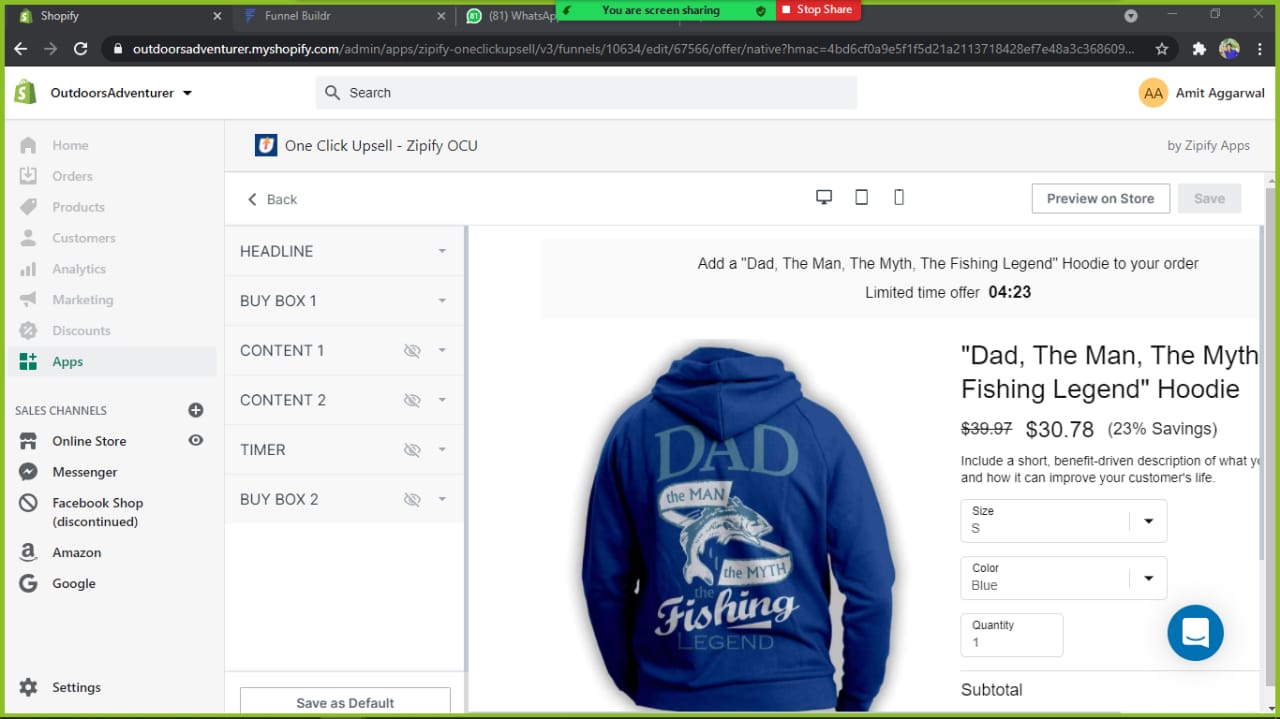 Shopify
Funnel Buildr
(81) WhatsAp
You are screen sharing
Stop Share
outdoorsadventurer.myshopify.com/admin/apps/zipify-oneclickupsell/v3/funnels/10634/edit/67566/offer/native?hmac=4bd6cf0a9e5f1f5d21a2113718428ef7e48a3c368609...
OutdoorsAdventurer
Search
AA
Amit Aggarwal
Home
Orders
Products
Customers
Analytics
Marketing
Discounts
Apps
SALES CHANNELS
Online Store
Messenger
Facebook Shop
(discontinued)
Amazon
Google
Settings
One Click Upsell - Zipify OCU
by Zipify Apps
Back
Preview on Store
Save
HEADLINE
BUY BOX 1
CONTENT 1
CONTENT 2
TIMER
BUY BOX 2
Save as Default
Add a "Dad, The Man, The Myth, The Fishing Legend" Hoodie to your order
Limited time offer 04:23
DAD
the MAN
the MYTH
the
Fishing
LEGEND
"Dad, The Man, The Myth
Fishing Legend" Hoodie
$39.97 $30.78 (23% Savings)
Include a short, benefit-driven description of what yo
and how it can improve your customer's life.
Size
S
Color
Blue
Quantity
1
Subtotal